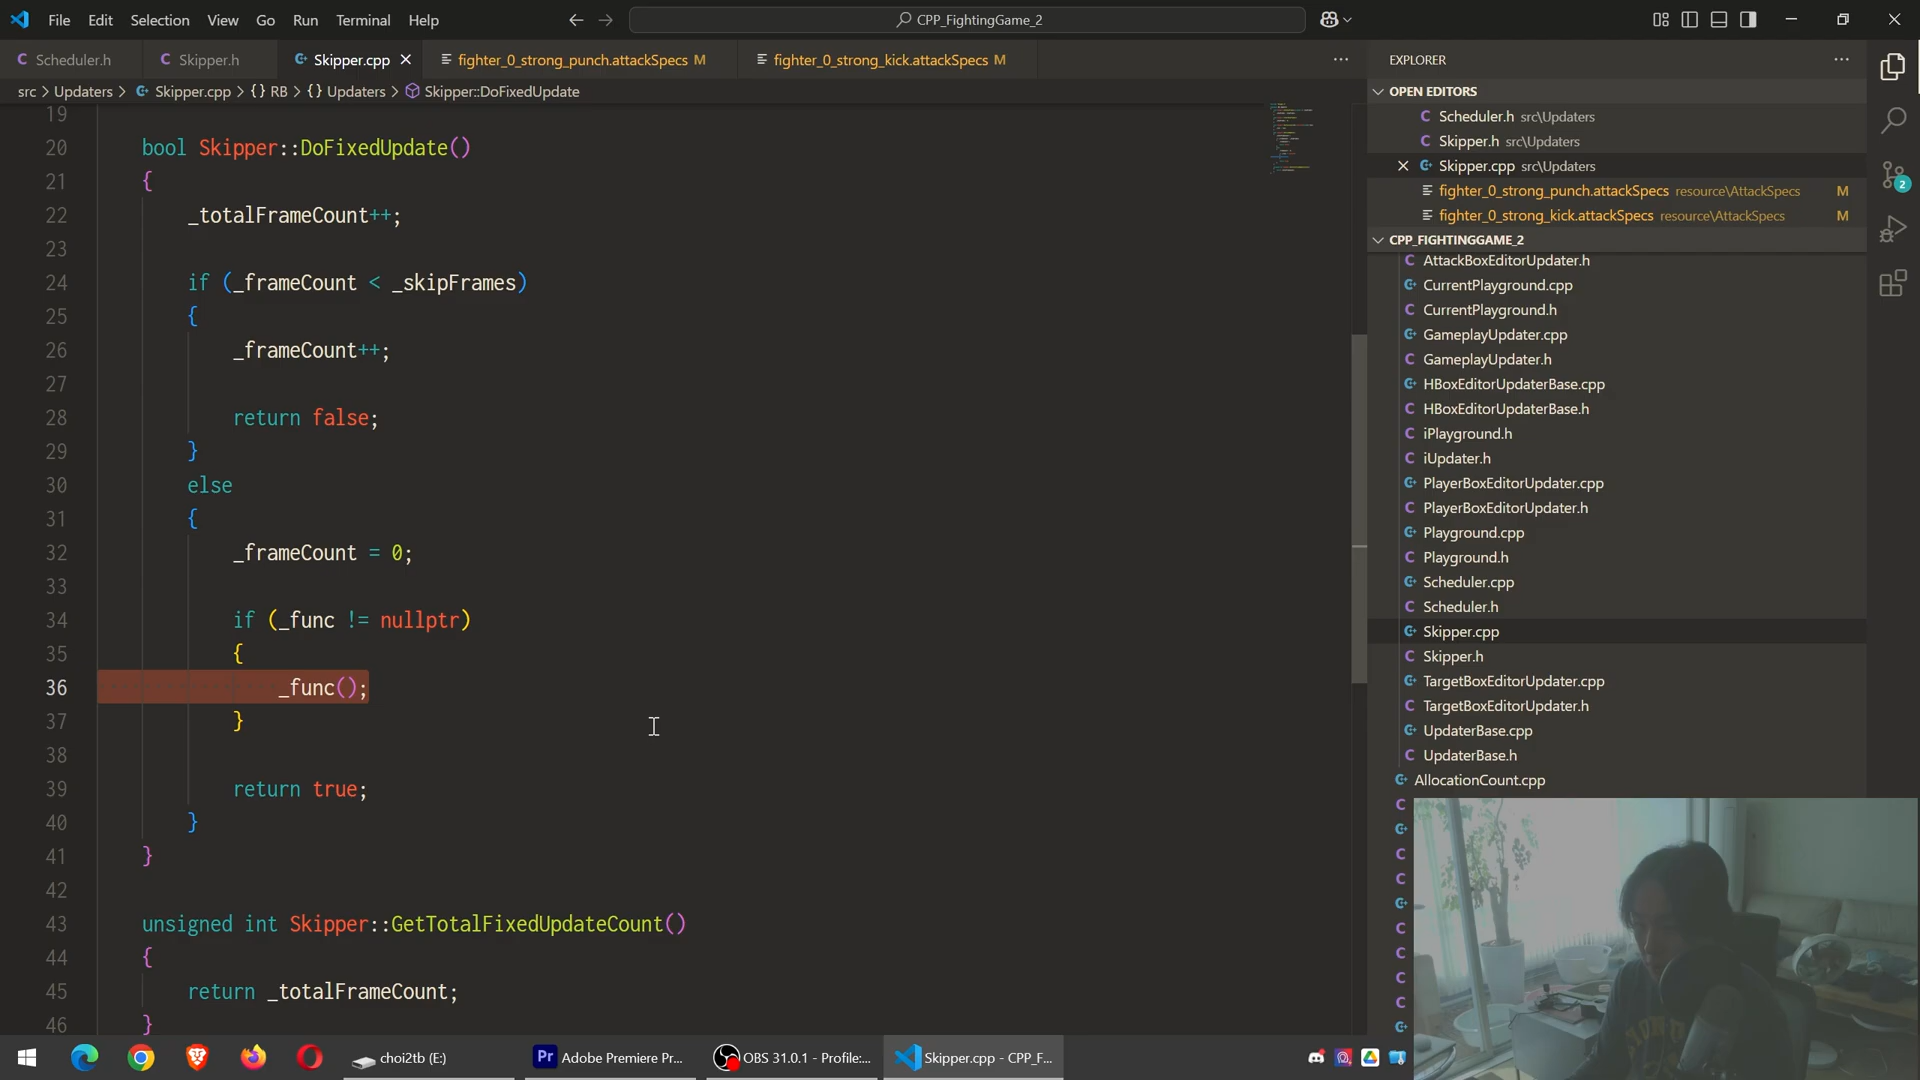 File Edit Selection View Go Run Terminal Help
CPP_FightingGame_2
Scheduler.h
Skipper.h
Skipper.cpp
fighter_0_strong_punch.attackSpecs M
fighter_0_strong_kick.attackSpecs M
src > Updaters > Skipper.cpp > {} RB > {} Updaters > Skipper::DoFixedUpdate
19
20 bool Skipper::DoFixedUpdate()
21 {
22 _totalFrameCount++;
23
24 if (_frameCount < _skipFrames)
25 {
26 _frameCount++;
27
28 return false;
29 }
30 else
31 {
32 _frameCount = 0;
33
34 if (_func != nullptr)
35 {
36 _func();
37 }
38
39 return true;
40 }
41 }
42
43 unsigned int Skipper::GetTotalFixedUpdateCount()
44 {
45 return _totalFrameCount;
46 }
EXPLORER
OPEN EDITORS
Scheduler.h src\Updaters
Skipper.h src\Updaters
Skipper.cpp src\Updaters
fighter_0_strong_punch.attackSpecs resource\AttackSpecs M
fighter_0_strong_kick.attackSpecs resource\AttackSpecs M
CPP_FIGHTINGGAME_2
AttackBoxEditorUpdater.h
CurrentPlayground.cpp
CurrentPlayground.h
GameplayUpdater.cpp
GameplayUpdater.h
HBoxEditorUpdaterBase.cpp
HBoxEditorUpdaterBase.h
iPlayground.h
iUpdater.h
PlayerBoxEditorUpdater.cpp
PlayerBoxEditorUpdater.h
Playground.cpp
Playground.h
Scheduler.cpp
Scheduler.h
Skipper.cpp
Skipper.h
TargetBoxEditorUpdater.cpp
TargetBoxEditorUpdater.h
UpdaterBase.cpp
UpdaterBase.h
AllocationCount.cpp
2
choi2tb (E:)
Adobe Premiere Pr...
OBS 31.0.1 - Profile:...
Skipper.cpp - CPP_F...